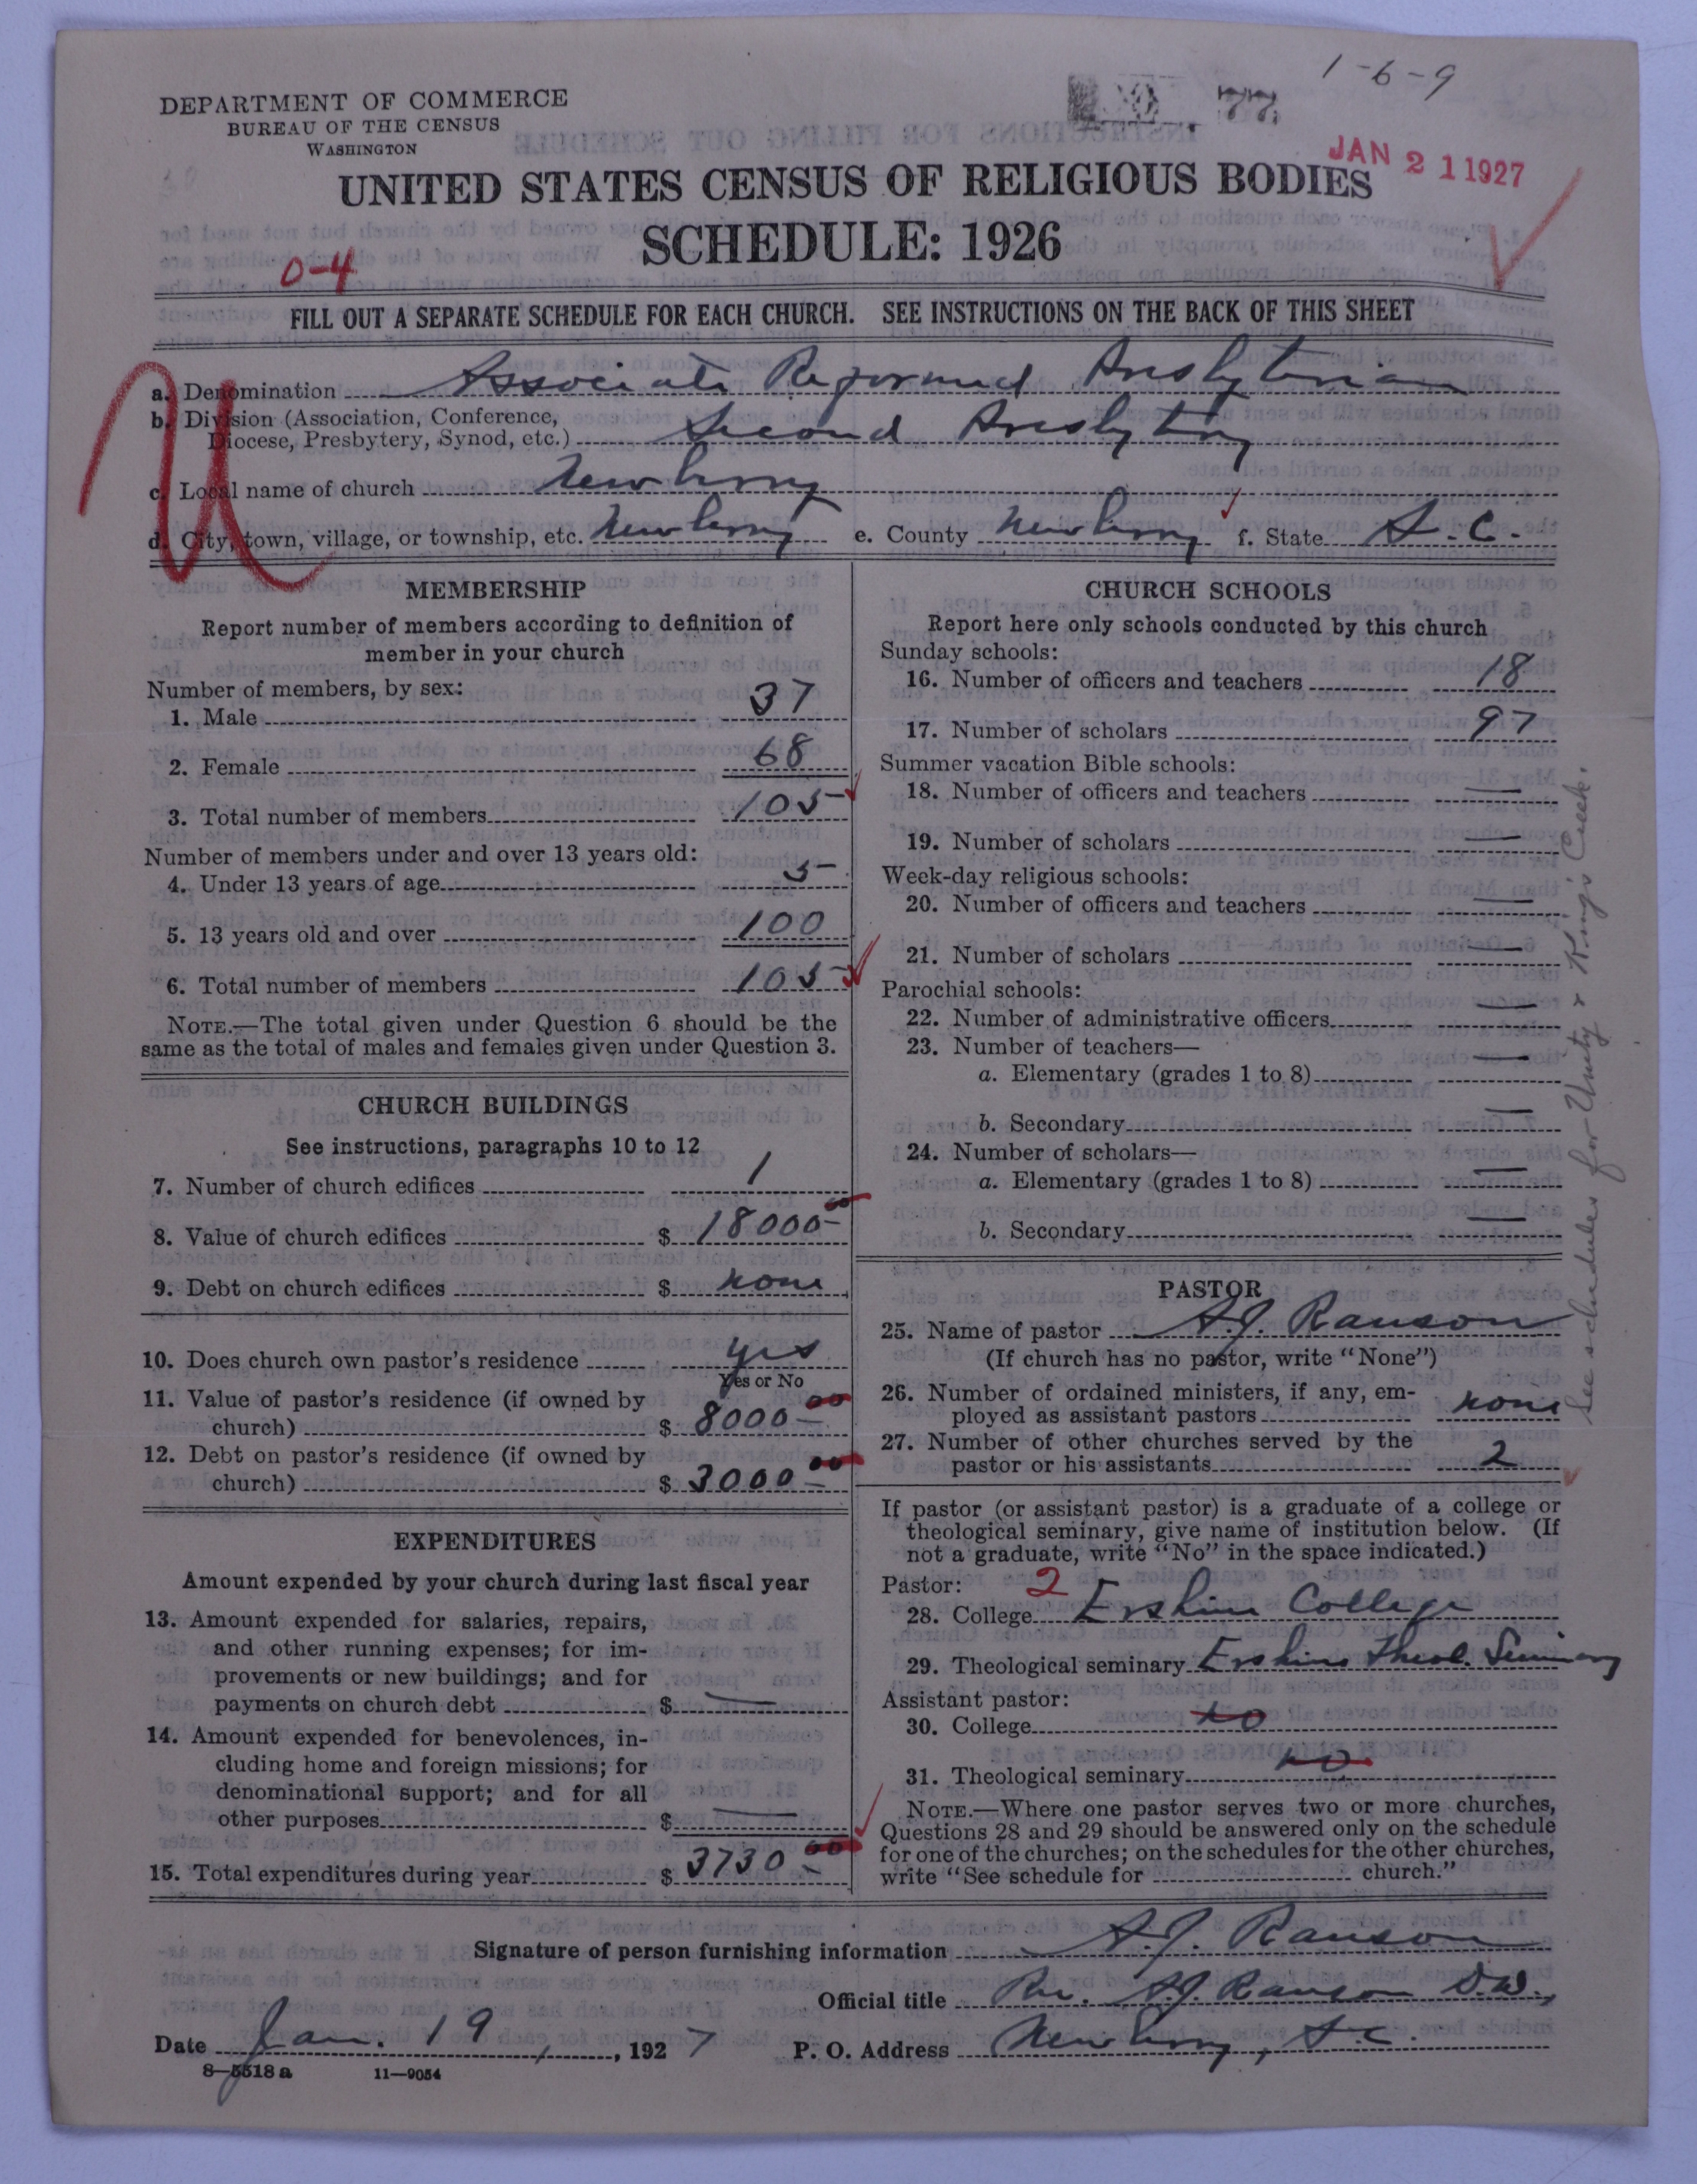 1-6-9
DEPARTMENT OF COMMERCE
BUREAU OF THE CENSUS
WASHINGTON
77
JAN 21 1927
UNITED STATES CENSUS OF RELIGIOUS BODIES
SCHEDULE: 1926
0-4
FILL OUT A SEPARATE SCHEDULE FOR EACH CHURCH. SEE INSTRUCTIONS ON THE BACK OF THIS SHEET
U
a. Denomination Associate Reformed Presbyterian
b. Division (Association, Conference,
Diocese, Presbytery, Synod, etc.) Second Presbytery
c. Local name of church Newberry
d. City, town, village, or township, etc. Newberry e. County Newberry f. State S.C.
MEMBERSHIP
Report number of members according to definition of
member in your church
Number of members, by sex:
1. Male 37
2. Female 68
3. Total number of members 105
Number of members under and over 13 years old:
4. Under 13 years of age 5
5. 13 years old and over 100
6. Total number of members 105
NOTE.—The total given under Question 6 should be the
same as the total of males and females given under Question 3.
CHURCH BUILDINGS
See instructions, paragraphs 10 to 12
7. Number of church edifices 1
8. Value of church edifices $ 18000 00
9. Debt on church edifices $ none
10. Does church own pastor's residence yes
Yes or No
11. Value of pastor's residence (if owned by
church) $ 8000 00
12. Debt on pastor's residence (if owned by
church) $ 3000 00
EXPENDITURES
Amount expended by your church during last fiscal year
13. Amount expended for salaries, repairs,
and other running expenses; for im-
provements or new buildings; and for
payments on church debt $ —
14. Amount expended for benevolences, in-
cluding home and foreign missions; for
denominational support; and for all
other purposes $ —
15. Total expenditures during year $ 3730 00
CHURCH SCHOOLS
Report here only schools conducted by this church
Sunday schools:
16. Number of officers and teachers 18
17. Number of scholars 97
Summer vacation Bible schools:
18. Number of officers and teachers —
19. Number of scholars —
Week-day religious schools:
20. Number of officers and teachers —
21. Number of scholars —
Parochial schools:
22. Number of administrative officers —
23. Number of teachers—
a. Elementary (grades 1 to 8) —
b. Secondary —
24. Number of scholars—
a. Elementary (grades 1 to 8) —
b. Secondary —
PASTOR
25. Name of pastor A.J. Ranson
(If church has no pastor, write "None")
26. Number of ordained ministers, if any, em-
ployed as assistant pastors none
27. Number of other churches served by the
pastor or his assistants 2
If pastor (or assistant pastor) is a graduate of a college or
theological seminary, give name of institution below. (If
not a graduate, write "No" in the space indicated.)
Pastor: 2
28. College Erskine College
29. Theological seminary Erskine Theol. Seminary
Assistant pastor:
30. College no
31. Theological seminary no
NOTE.—Where one pastor serves two or more churches,
Questions 28 and 29 should be answered only on the schedule
for one of the churches; on the schedules for the other churches,
write "See schedule for church."
See schedules for Unity & King's Creek.
Signature of person furnishing information A.J. Ranson
Official title A.J. Ranson
Date Jan. 19, 1927 P. O. Address Newberry, S.C.
8-5518 a 11-9054